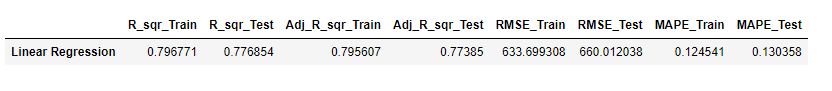 R_sqr_Train R_sqr_Test Adj_R_sqr_Train Adj_R_sqr_Test RMSE_Train RMSE_Test MAPE_Train MAPE_Test
Linear Regression 0.796771 0.776854 0.795607 0.77385 633.699308 660.012038 0.124541 0.130358